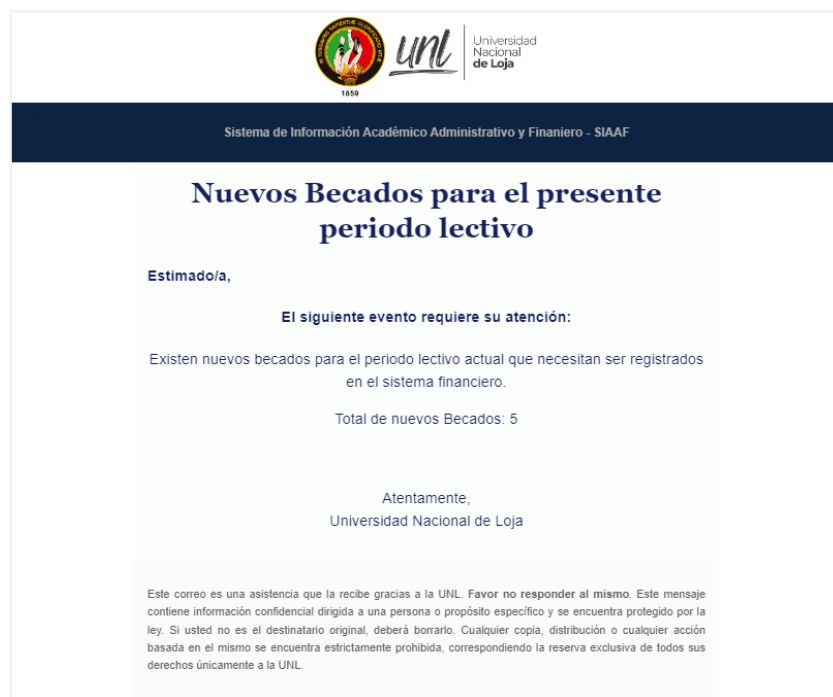 1859
unl
Universidad
Nacional
de Loja
Sistema de Información Académico Administrativo y Finaniero - SIAAF
Nuevos Becados para el presente
periodo lectivo
Estimado/a,
El siguiente evento requiere su atención:
Existen nuevos becados para el periodo lectivo actual que necesitan ser registrados
en el sistema financiero.
Total de nuevos Becados: 5
Atentamente,
Universidad Nacional de Loja
Este correo es una asistencia que la recibe gracias a la UNL. Favor no responder al mismo. Este mensaje
contiene información confidencial dirigida a una persona o propósito específico y se encuentra protegido por la
ley. Si usted no es el destinatario original, deberá borrarlo. Cualquier copia, distribución o cualquier acción
basada en el mismo se encuentra estrictamente prohibida, correspondiendo la reserva exclusiva de todos sus
derechos únicamente a la UNL.